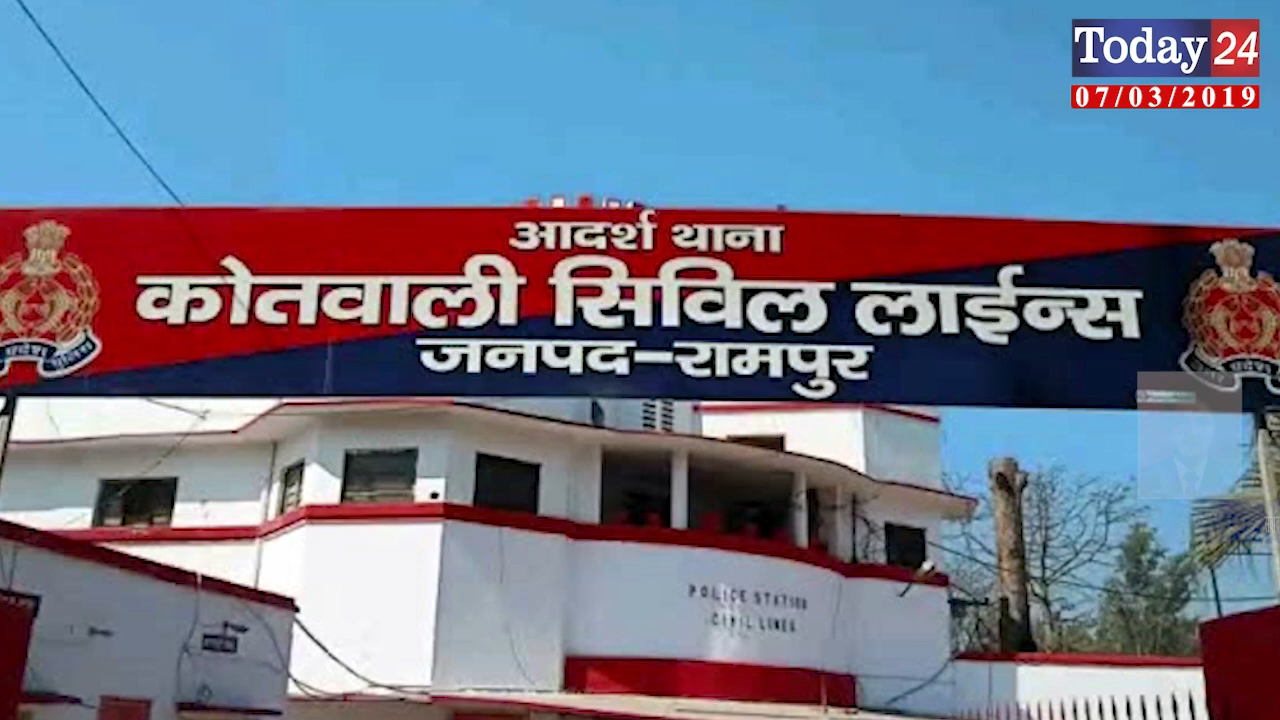 Today 24
07/03/2019
आदर्श थाना
कोतवाली सिविल लाईन्स
जनपद-रामपुर
POLICE STATION
CIVIL LINES